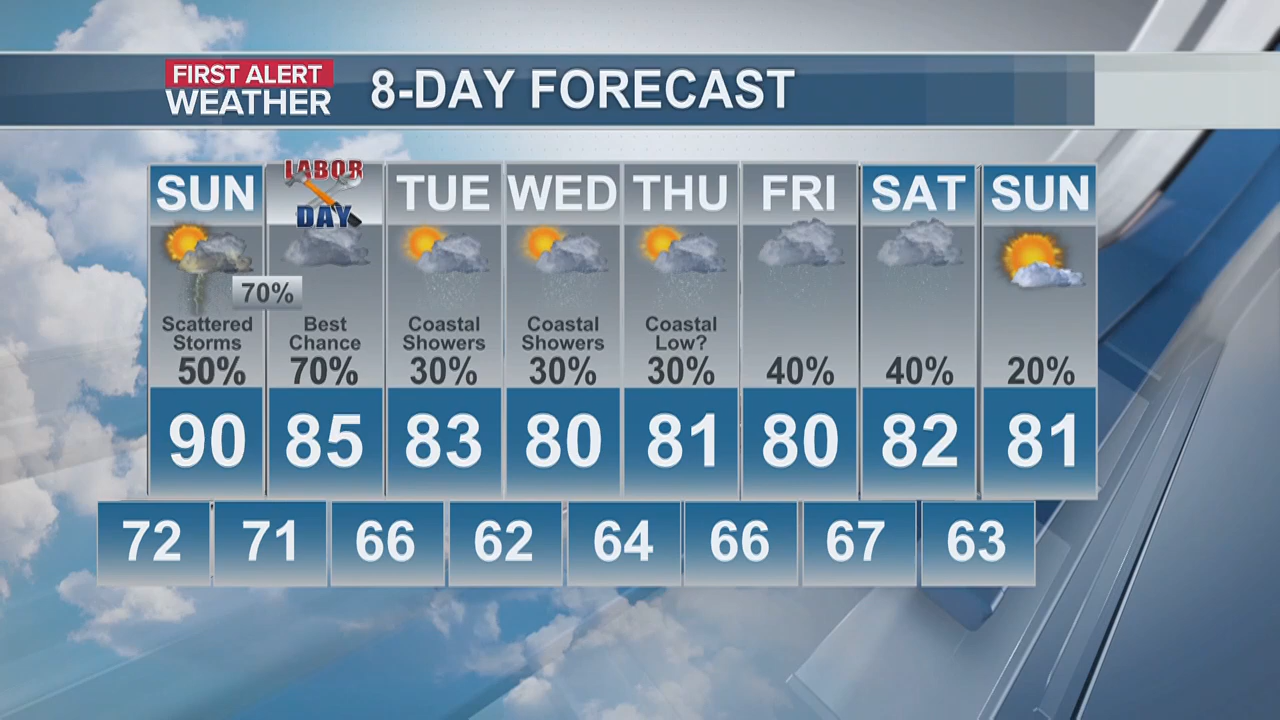 FIRST ALERT
WEATHER
8-DAY FORECAST
SUN
LABOR
DAY
TUE
WED
THU
FRI
SAT
SUN
70%
Scattered
Storms
50%
Best
Chance
70%
Coastal
Showers
30%
Coastal
Showers
30%
Coastal
Low?
30%
40%
40%
20%
90 85 83 80 81 80 82 81
72 71 66 62 64 66 67 63